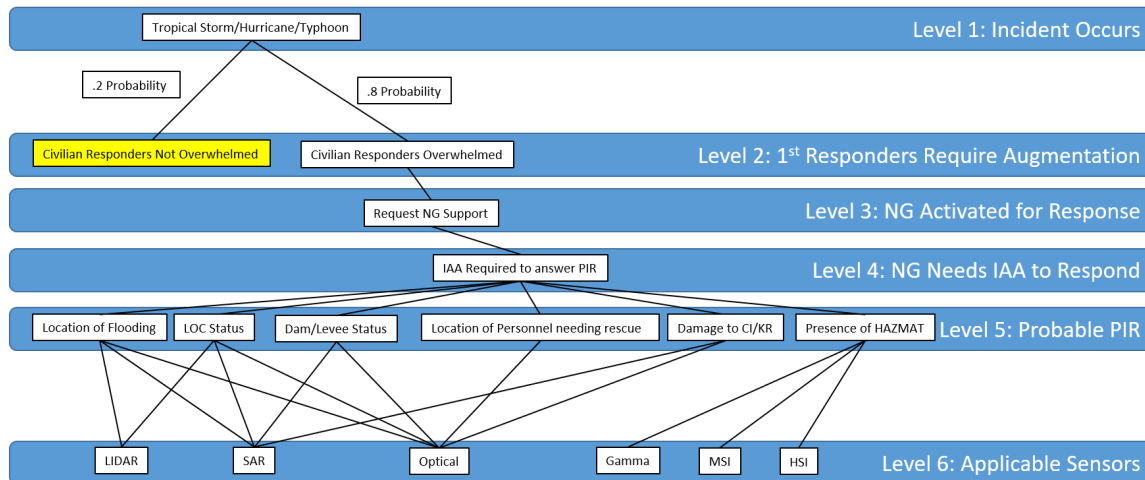 Tropical Storm/Hurricane/Typhoon
Level 1: Incident Occurs
.2 Probability
.8 Probability
Civilian Responders Not Overwhelmed
Civilian Responders Overwhelmed
Level 2: 1st Responders Require Augmentation
Request NG Support
Level 3: NG Activated for Response
IAA Required to answer PIR
Level 4: NG Needs IAA to Respond
Location of Flooding
LOC Status
Dam/Levee Status
Location of Personnel needing rescue
Damage to CI/KR
Presence of HAZMAT
Level 5: Probable PIR
LIDAR
SAR
Optical
Gamma
MSI
HSI
Level 6: Applicable Sensors